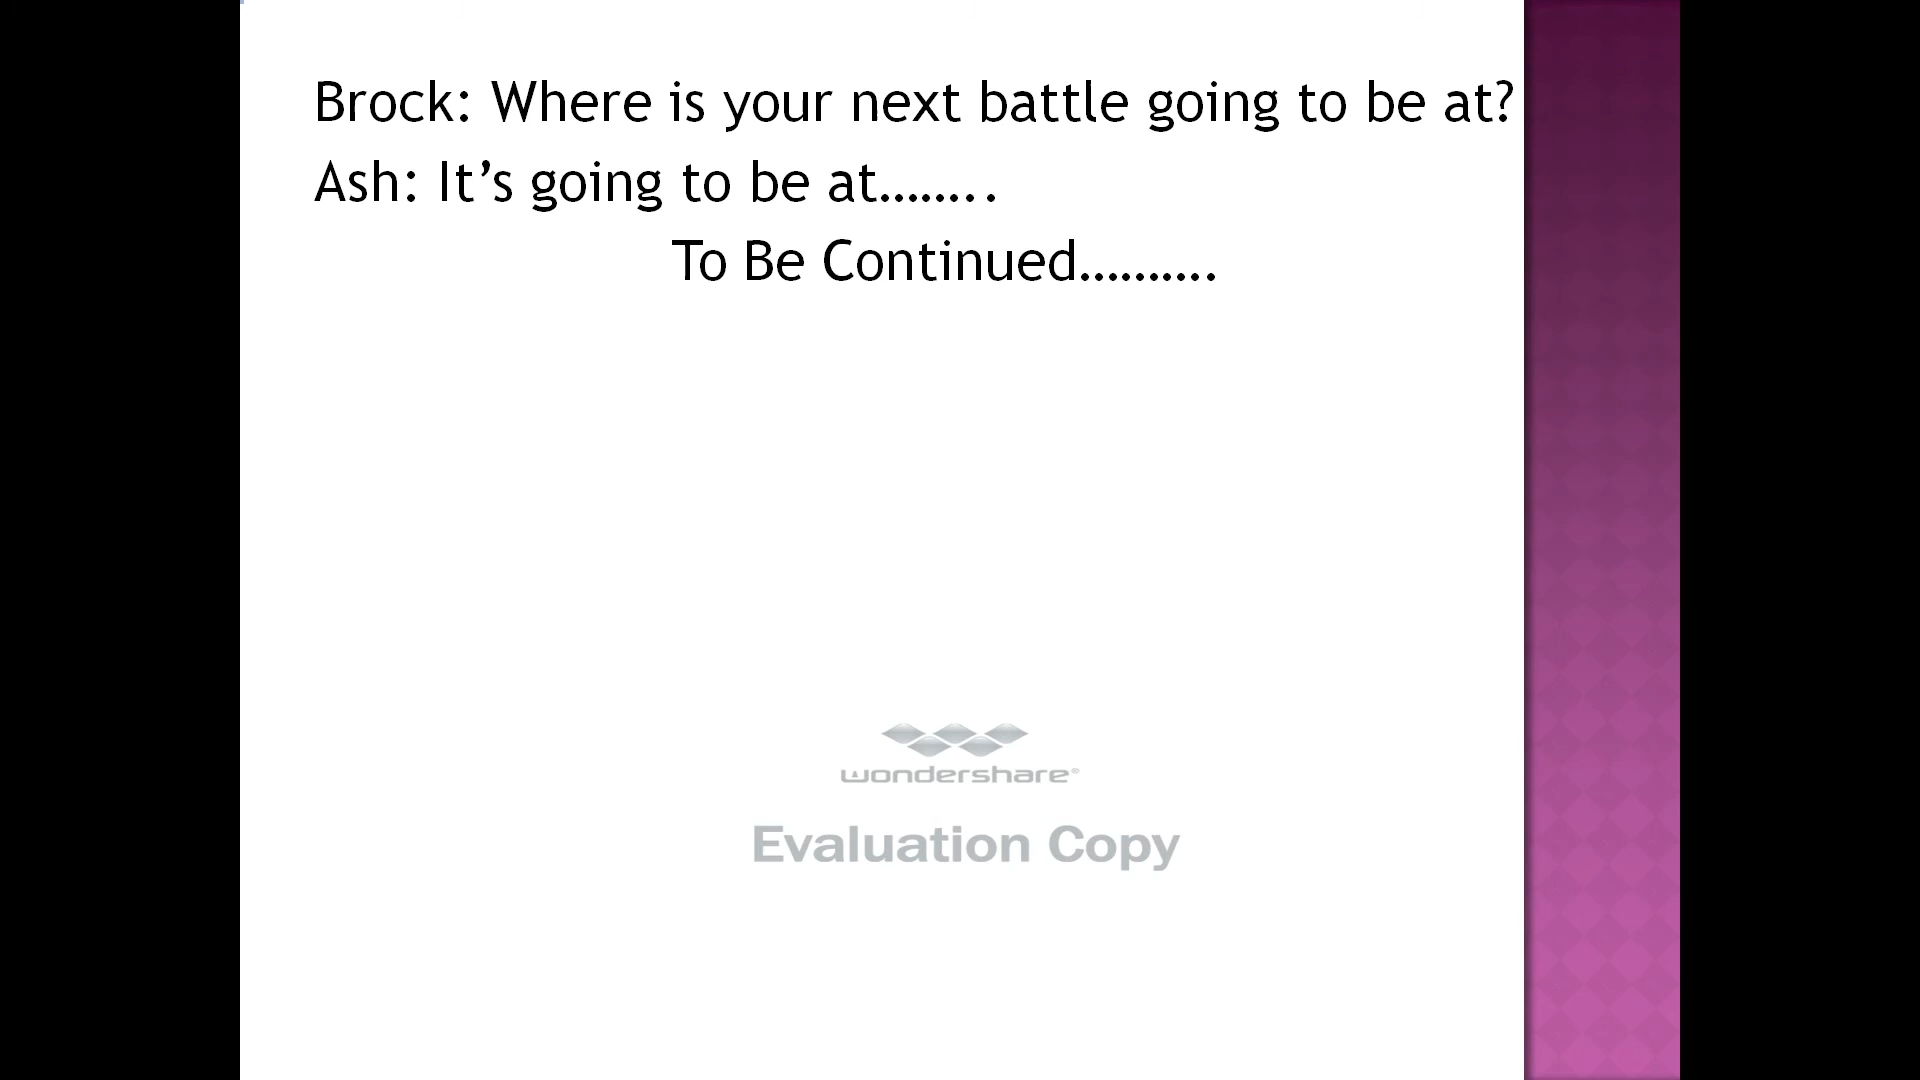 Brock: Where is your next battle going to be at?
Ash: It’s going to be at……..
To Be Continued……….
wondershare®
Evaluation Copy